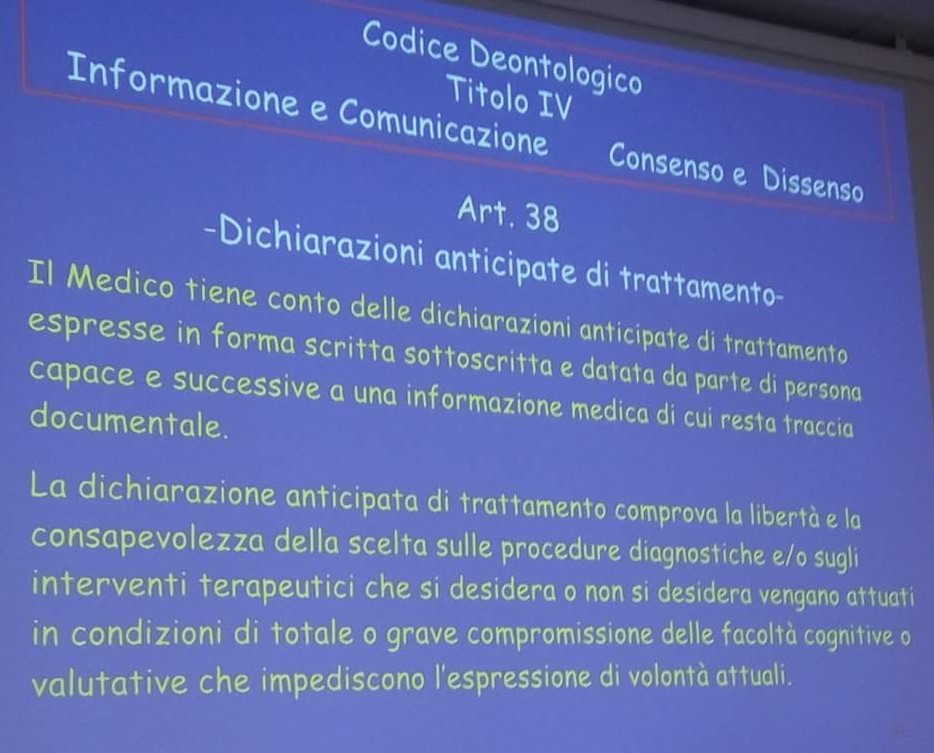 Codice Deontologico
Titolo IV
Informazione e Comunicazione Consenso e Dissenso
Art. 38
-Dichiarazioni anticipate di trattamento-
Il Medico tiene conto delle dichiarazioni anticipate di trattamento
espresse in forma scritta sottoscritta e datata da parte di persona
capace e successive a una informazione medica di cui resta traccia
documentale.
La dichiarazione anticipata di trattamento comprova la libertà e la
consapevolezza della scelta sulle procedure diagnostiche e/o sugli
interventi terapeutici che si desidera o non si desidera vengano attuati
in condizioni di totale o grave compromissione delle facoltà cognitive o
valutative che impediscono l'espressione di volontà attuali.